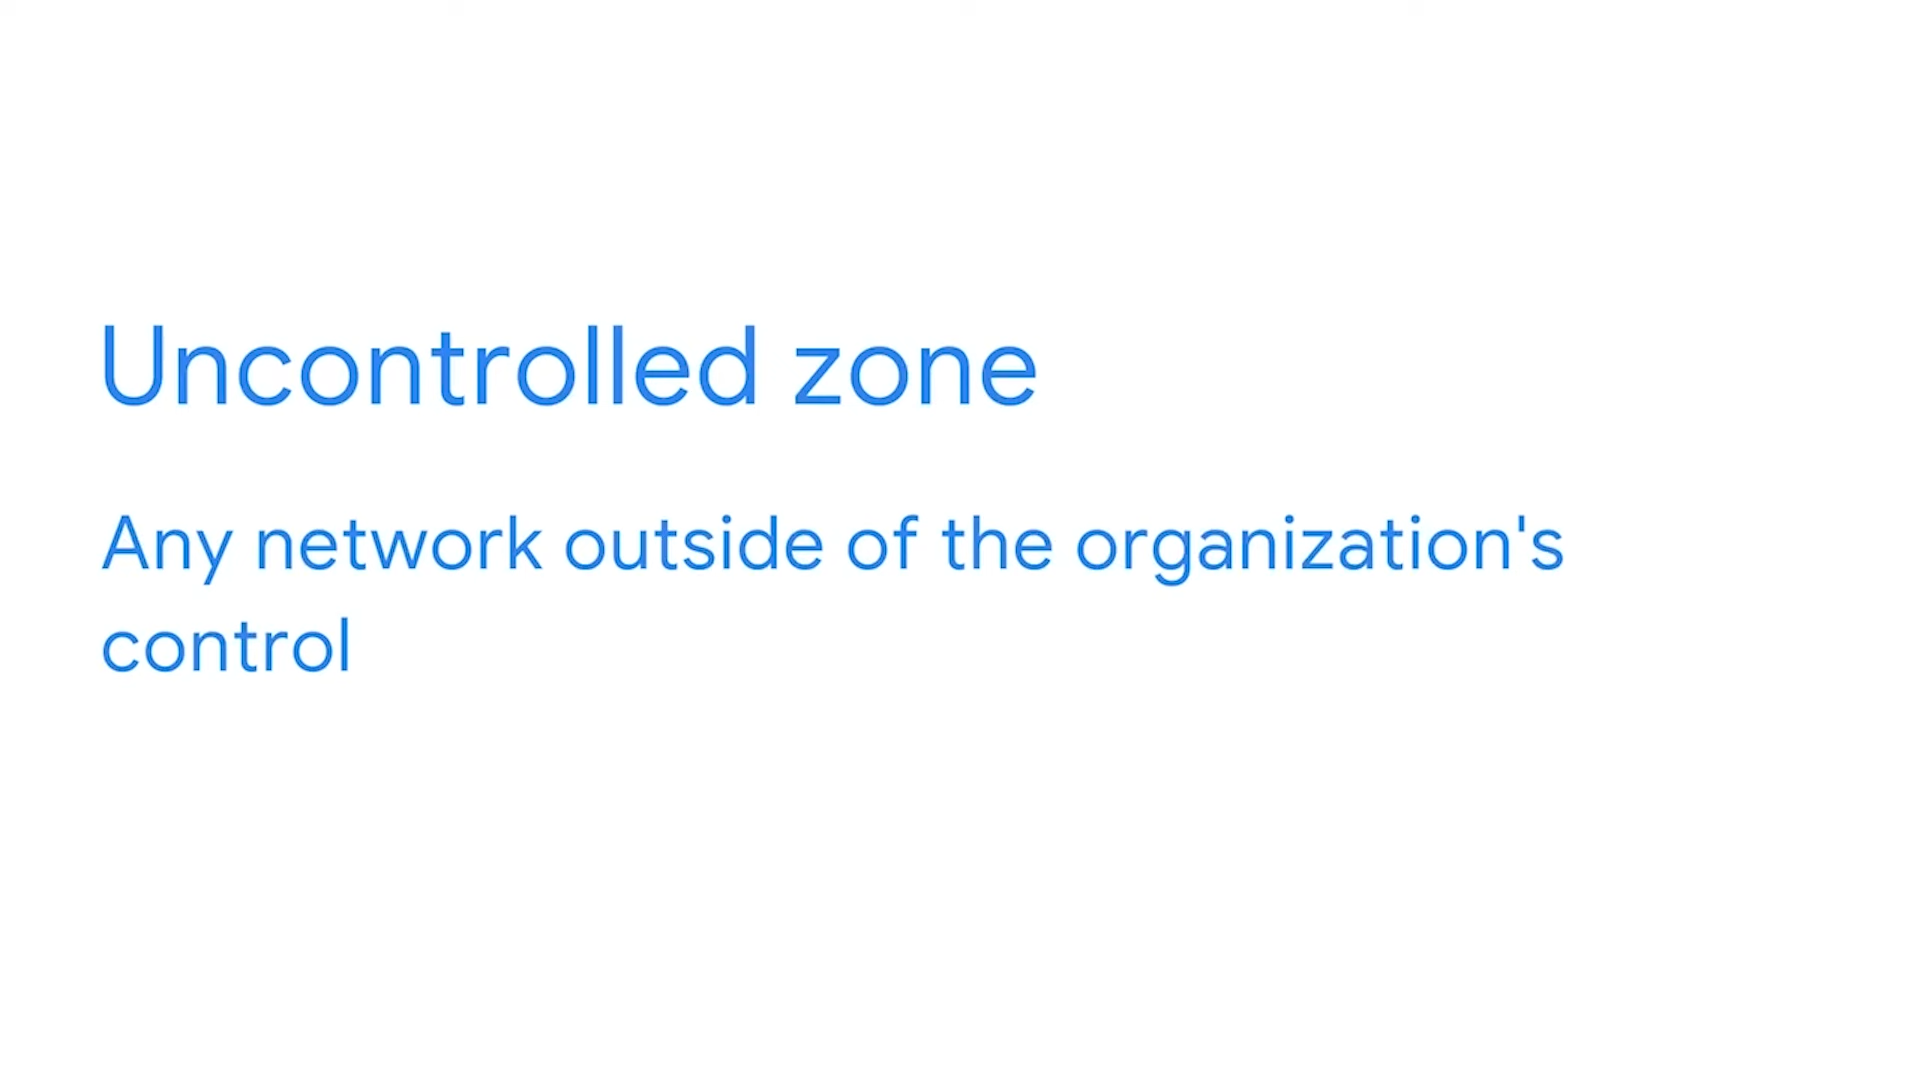 Uncontrolled zone
Any network outside of the organization's
control